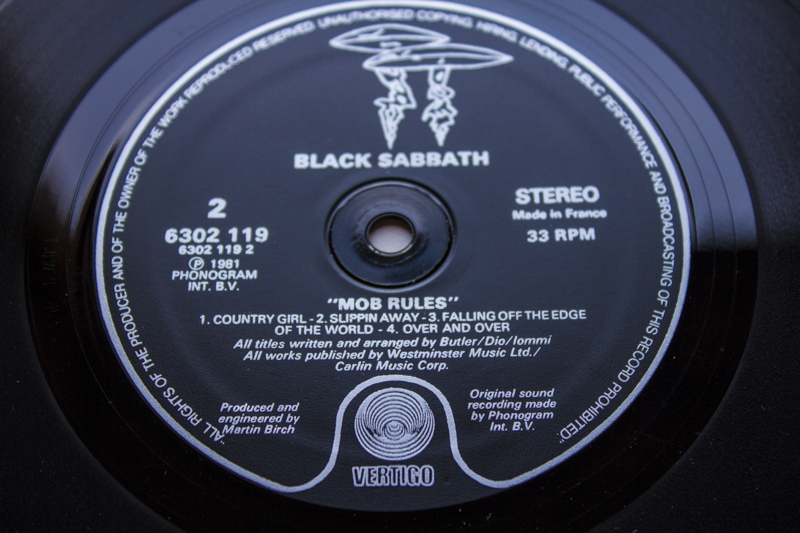 "ALL RIGHTS OF THE PRODUCER AND OF THE OWNER OF THE WORK REPRODUCED RESERVED. UNAUTHORISED COPYING, HIRING, LENDING, PUBLIC PERFORMANCE AND BROADCASTING OF THIS RECORD PROHIBITED."
BLACK SABBATH
2
6302 119
6302 119 2
℗ 1981
PHONOGRAM
INT. B.V.
STEREO
Made in France
33 RPM
"MOB RULES"
1. COUNTRY GIRL - 2. SLIPPIN AWAY - 3. FALLING OFF THE EDGE
OF THE WORLD - 4. OVER AND OVER
All titles written and arranged by Butler/Dio/Iommi
All works published by Westminster Music Ltd./
Carlin Music Corp.
Produced and
engineered by
Martin Birch
Original sound
recording made
by Phonogram
Int. B.V.
VERTIGO